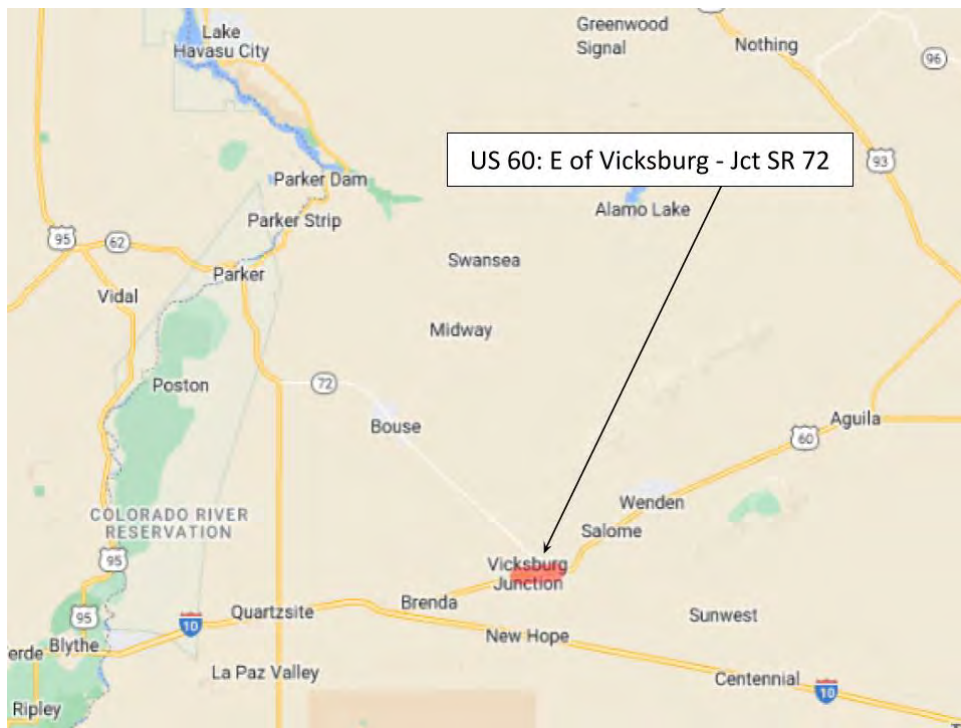 Lake
Havasu City
Greenwood
Signal
Nothing
96
US 60: E of Vicksburg - Jct SR 72
93
Parker Dam
Alamo Lake
Parker Strip
95
62
Swansea
Parker
Vidal
Midway
72
Poston
Bouse
Aguila
60
Wenden
COLORADO RIVER
RESERVATION
Salome
95
Vicksburg
Junction
Brenda
Quartzsite
Sunwest
95
10
New Hope
erde
Blythe
La Paz Valley
Centennial
10
Ripley